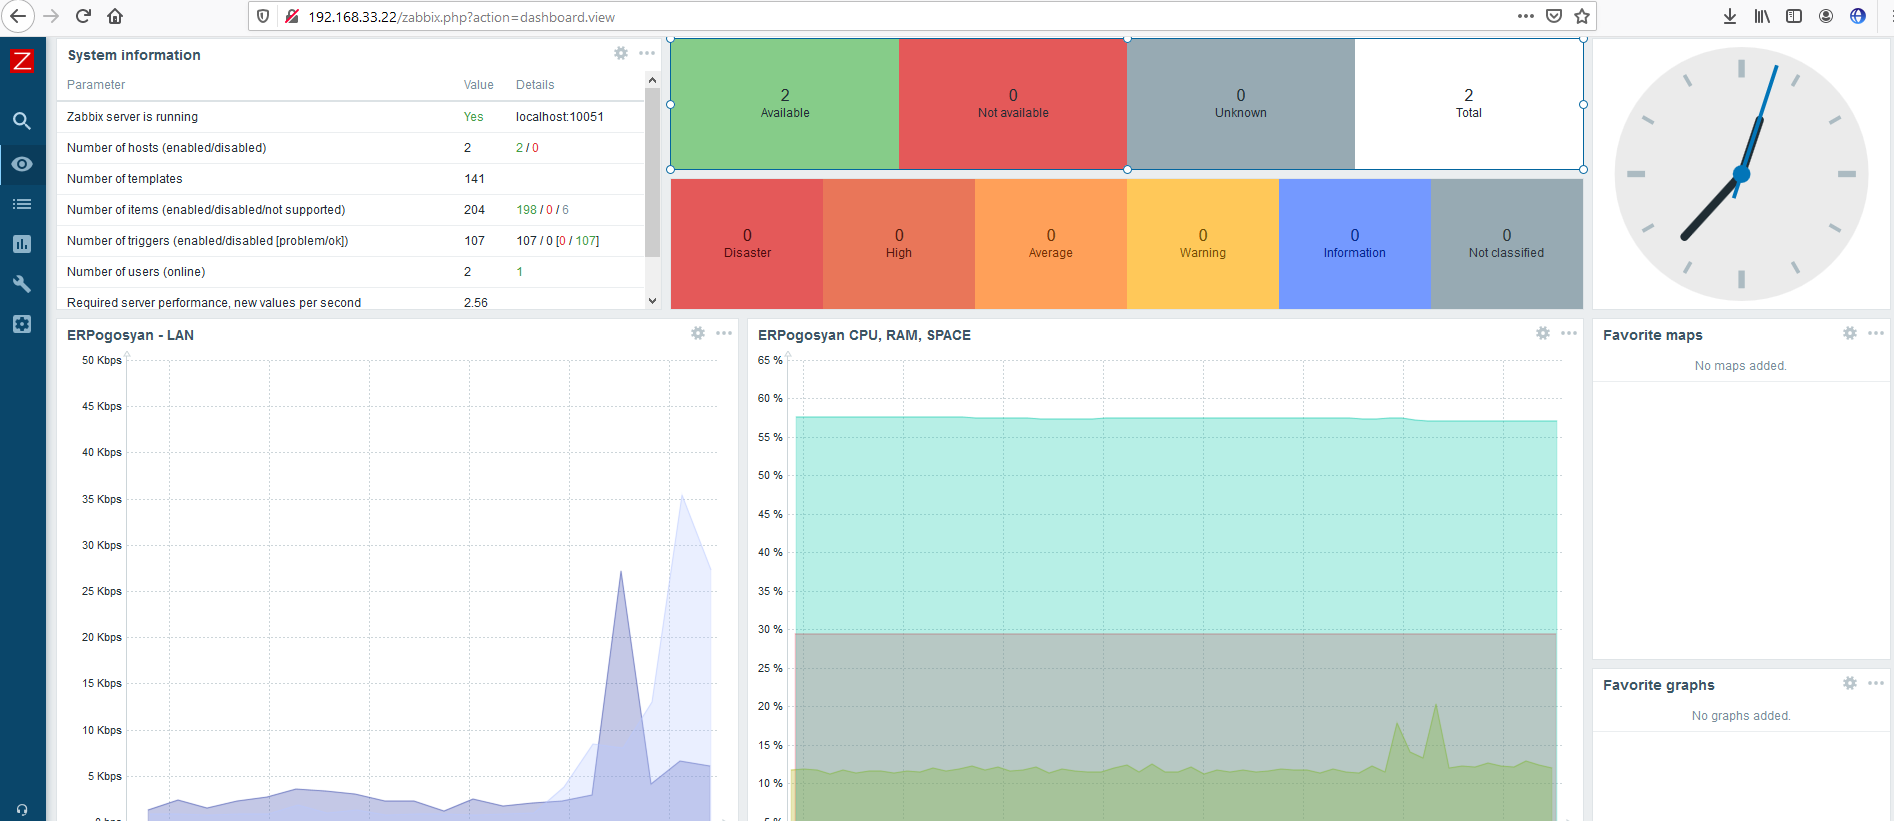 192.168.33.22/zabbix.php?action=dashboard.view
Z
System information
Parameter Value Details
Zabbix server is running Yes localhost:10051
Number of hosts (enabled/disabled) 2 2 / 0
Number of templates 141
Number of items (enabled/disabled/not supported) 204 198 / 0 / 6
Number of triggers (enabled/disabled [problem/ok]) 107 107 / 0 [0 / 107]
Number of users (online) 2 1
Required server performance, new values per second 2.56
2 0 0 2
Available Not available Unknown Total
0 0 0 0 0 0
Disaster High Average Warning Information Not classified
ERPogosyan - LAN
50 Kbps
45 Kbps
40 Kbps
35 Kbps
30 Kbps
25 Kbps
20 Kbps
15 Kbps
10 Kbps
5 Kbps
0 bps
ERPogosyan CPU, RAM, SPACE
65 %
60 %
55 %
50 %
45 %
40 %
35 %
30 %
25 %
20 %
15 %
10 %
5 %
Favorite maps
No maps added.
Favorite graphs
No graphs added.